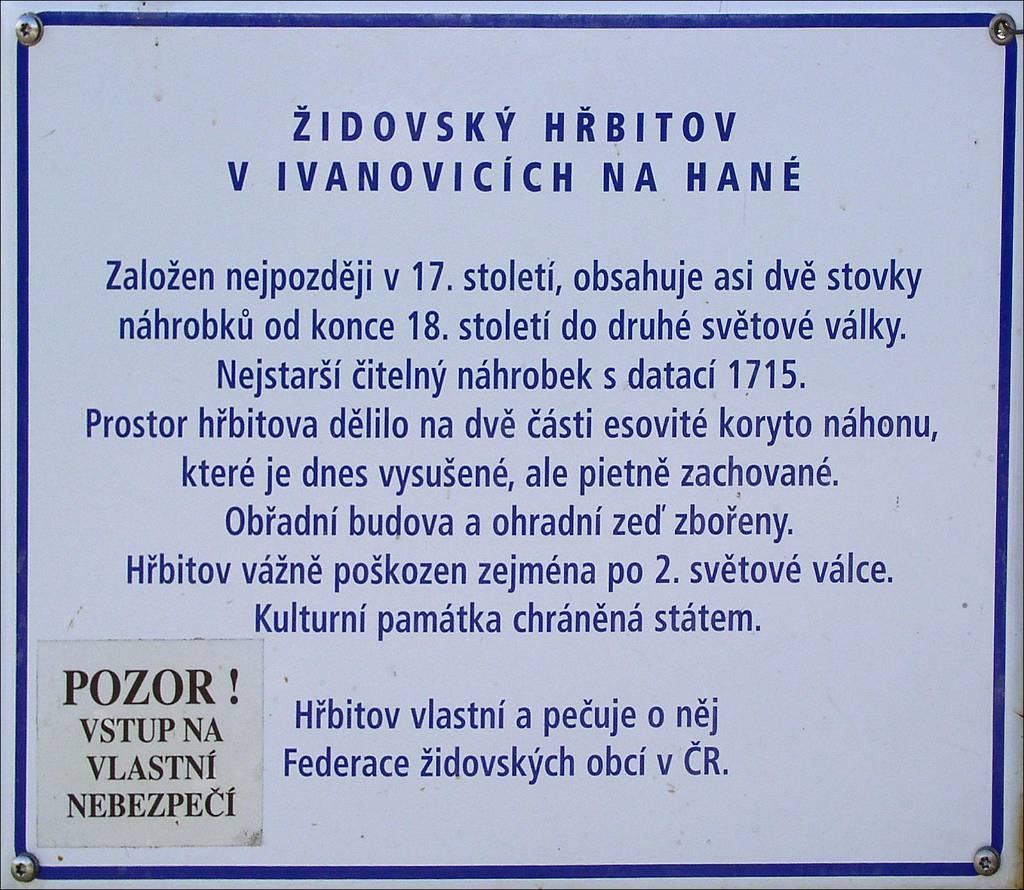 ŽIDOVSKÝ HŘBITOV
V IVANOVICÍCH NA HANÉ
Založen nejpozději v 17. století, obsahuje asi dvě stovky
náhrobků od konce 18. století do druhé světové války.
Nejstarší čitelný náhrobek s datací 1715.
Prostor hřbitova dělilo na dvě části esovité koryto náhonu,
které je dnes vysušené, ale pietně zachované.
Obřadní budova a ohradní zeď zbořeny.
Hřbitov vážně poškozen zejména po 2. světové válce.
Kulturní památka chráněná státem.
Hřbitov vlastní a pečuje o něj
Federace židovských obcí v ČR.
POZOR !
VSTUP NA
VLASTNÍ
NEBEZPEČÍ